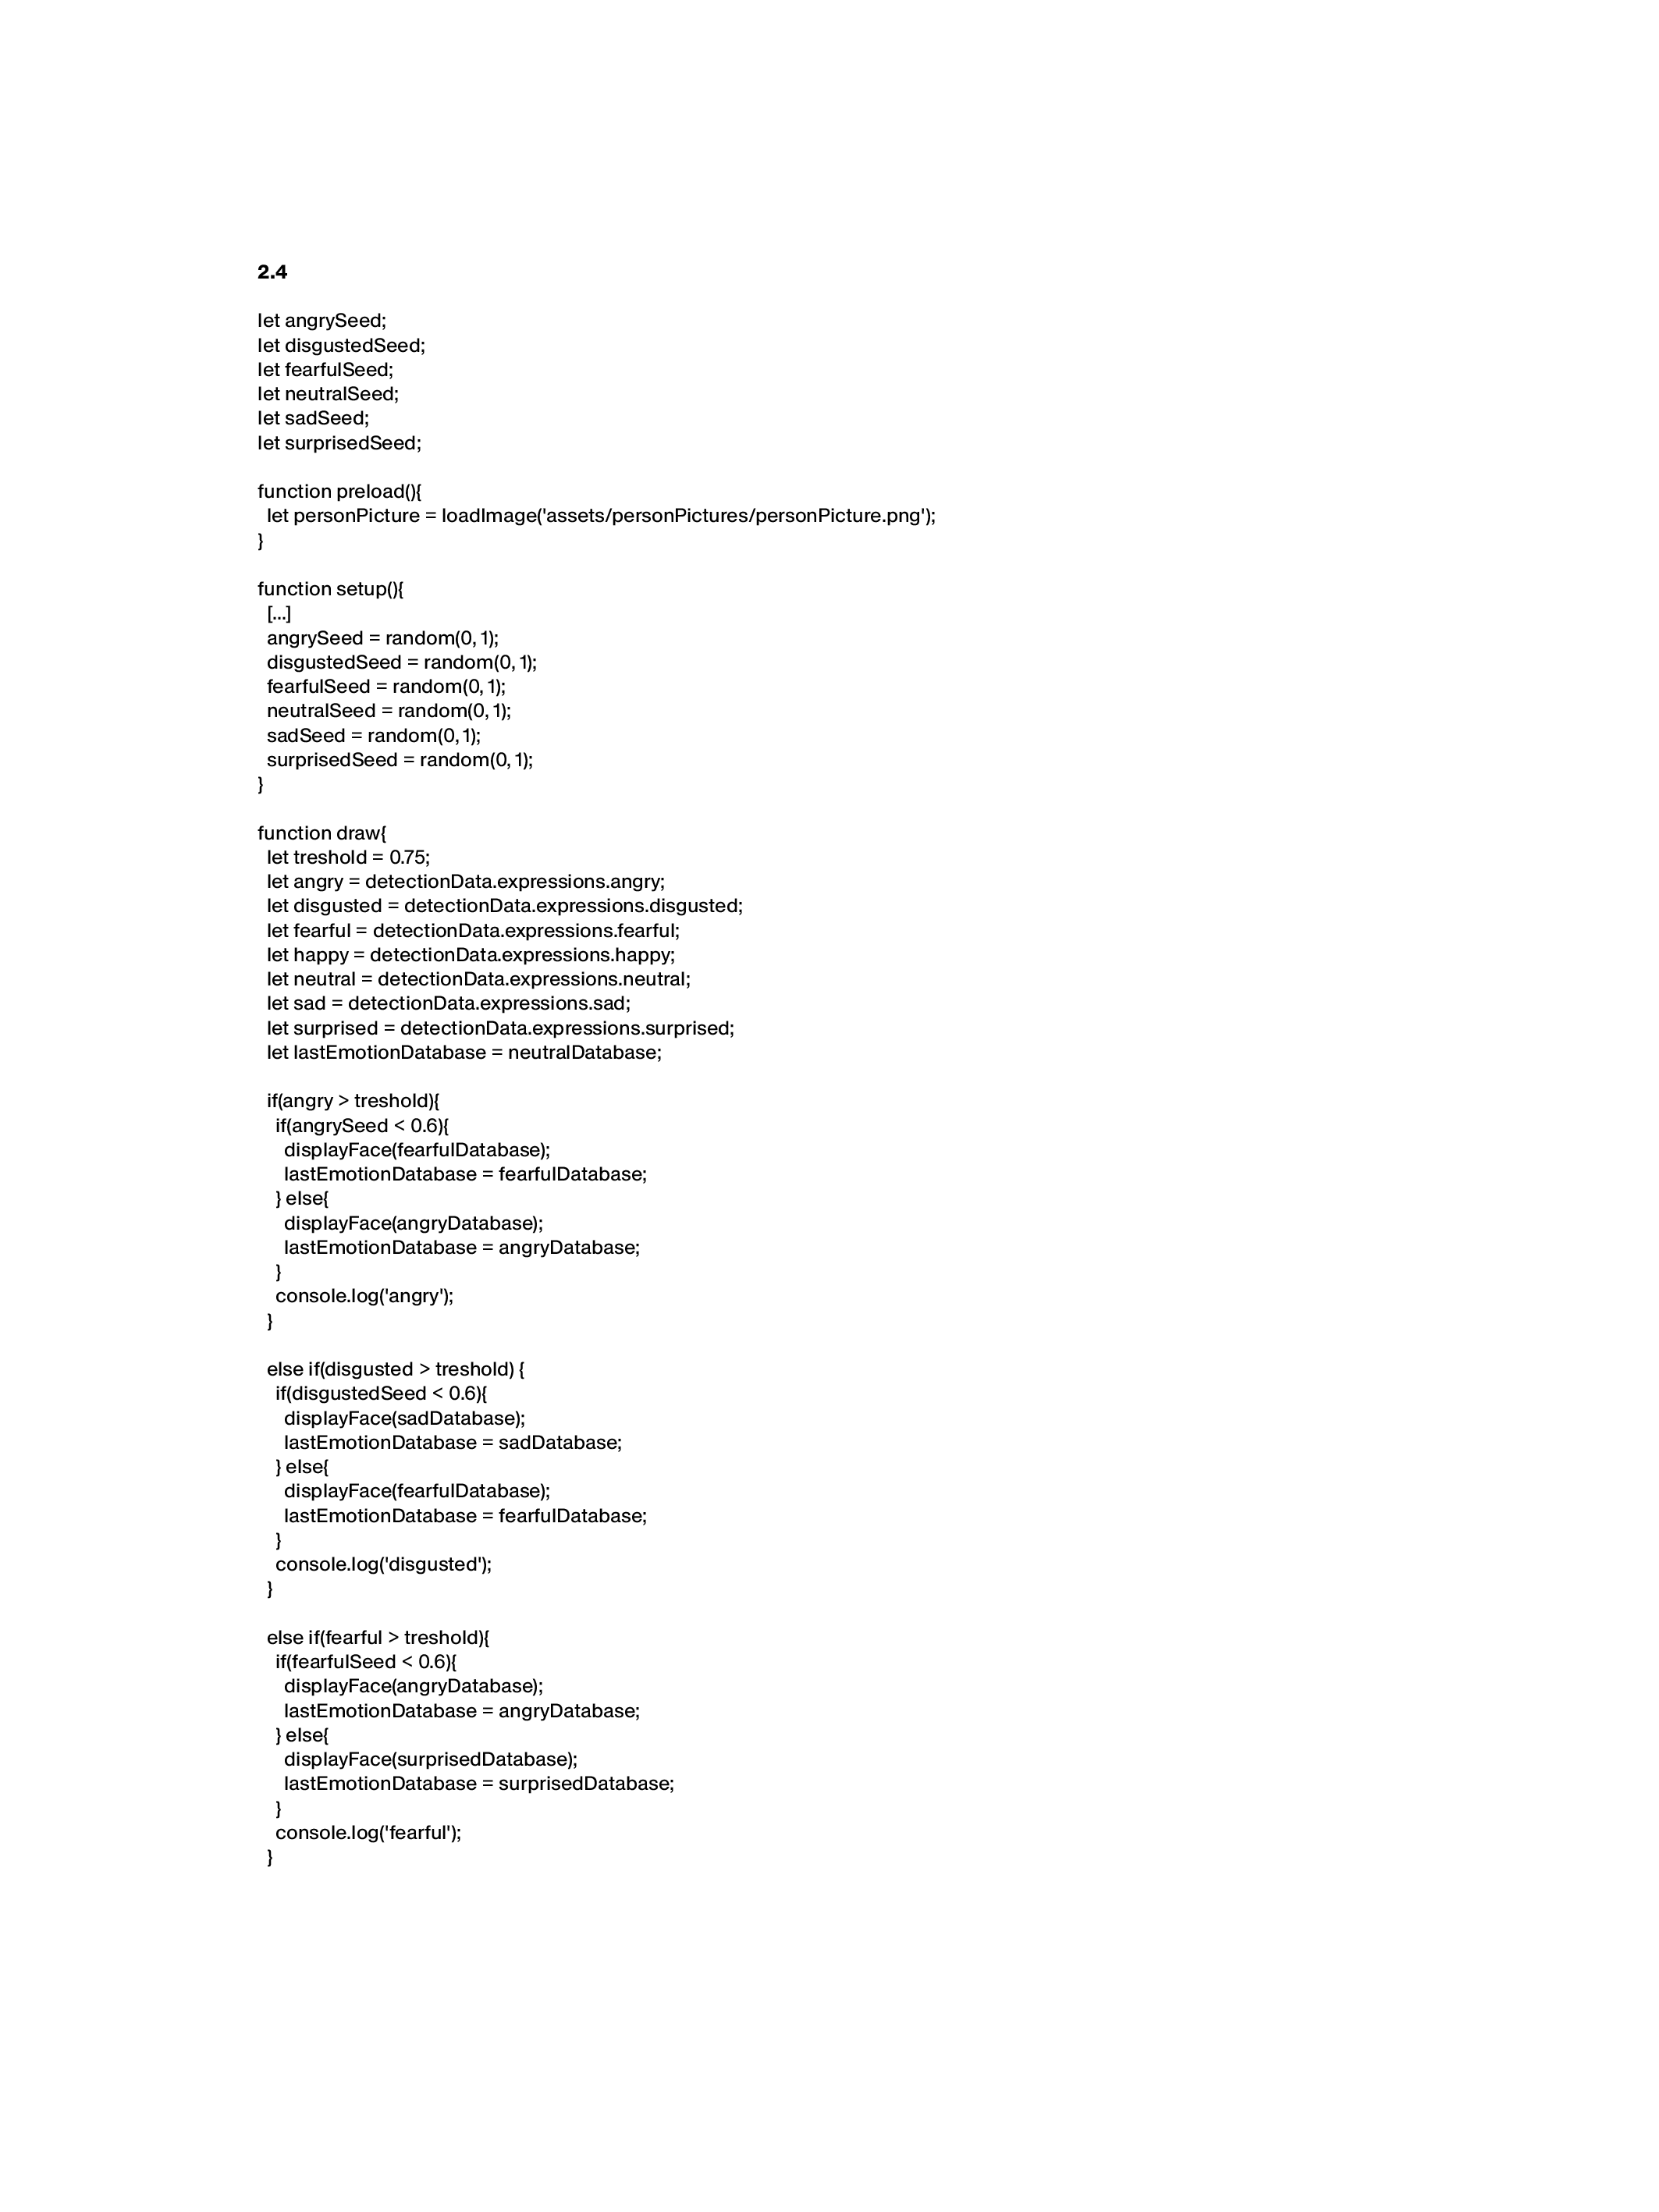 2.4
let angrySeed;
let disgustedSeed;
let fearfulSeed;
let neutralSeed;
let sadSeed;
let surprisedSeed;
function preload(){
let personPicture = loadImage('assets/personPictures/personPicture.png');
}
function setup(){
[...]
angrySeed = random(0, 1);
disgustedSeed = random(0, 1);
fearfulSeed = random(0, 1);
neutralSeed = random(0, 1);
sadSeed = random(0, 1);
surprisedSeed = random(0, 1);
}
function draw{
let treshold = 0.75;
let angry = detectionData.expressions.angry;
let disgusted = detectionData.expressions.disgusted;
let fearful = detectionData.expressions.fearful;
let happy = detectionData.expressions.happy;
let neutral = detectionData.expressions.neutral;
let sad = detectionData.expressions.sad;
let surprised = detectionData.expressions.surprised;
let lastEmotionDatabase = neutralDatabase;
if(angry > treshold){
if(angrySeed < 0.6){
displayFace(fearfulDatabase);
lastEmotionDatabase = fearfulDatabase;
} else{
displayFace(angryDatabase);
lastEmotionDatabase = angryDatabase;
}
console.log('angry');
}
else if(disgusted > treshold) {
if(disgustedSeed < 0.6){
displayFace(sadDatabase);
lastEmotionDatabase = sadDatabase;
} else{
displayFace(fearfulDatabase);
lastEmotionDatabase = fearfulDatabase;
}
console.log('disgusted');
}
else if(fearful > treshold){
if(fearfulSeed < 0.6){
displayFace(angryDatabase);
lastEmotionDatabase = angryDatabase;
} else{
displayFace(surprisedDatabase);
lastEmotionDatabase = surprisedDatabase;
}
console.log('fearful');
}